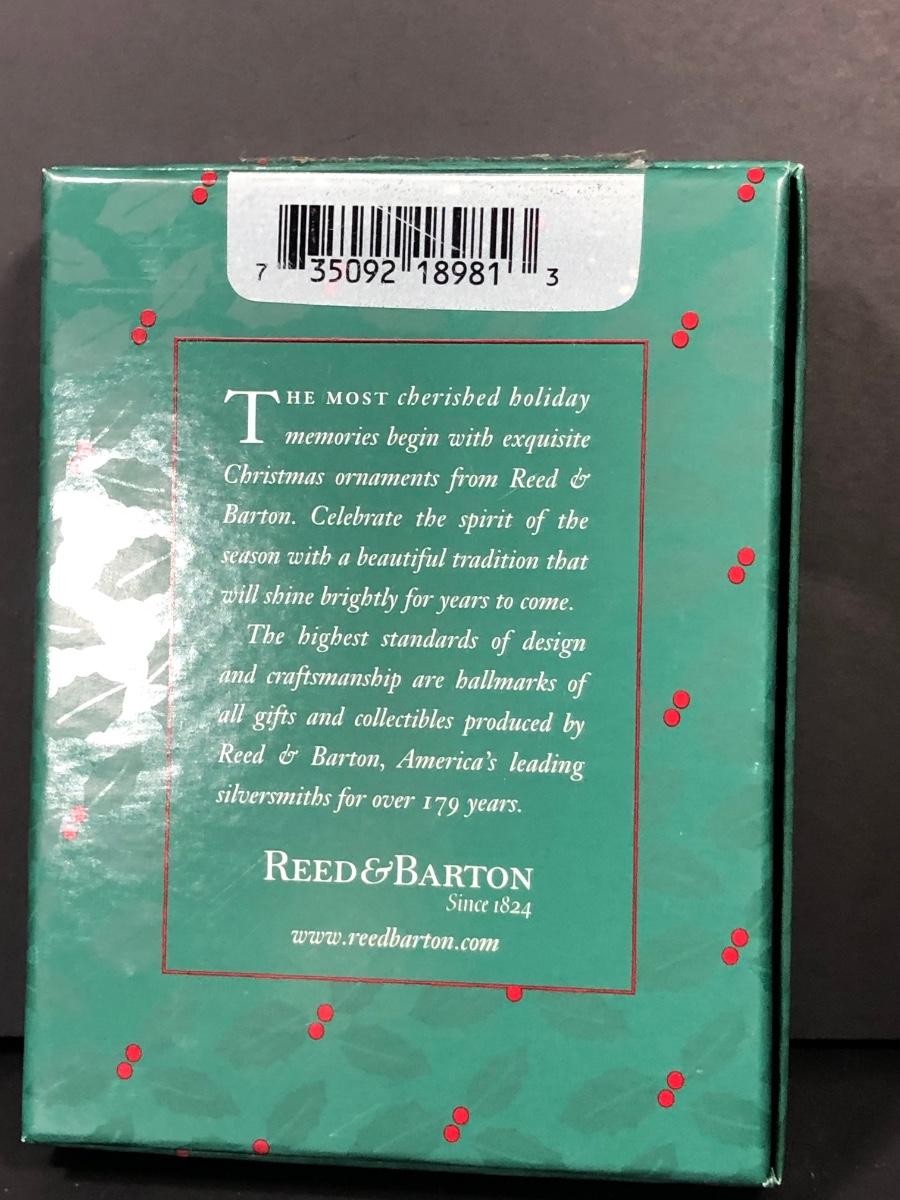 7 35092 18981 3
THE MOST cherished holiday
memories begin with exquisite
Christmas ornaments from Reed &
Barton. Celebrate the spirit of the
season with a beautiful tradition that
will shine brightly for years to come.
The highest standards of design
and craftsmanship are hallmarks of
all gifts and collectibles produced by
Reed & Barton, America's leading
silversmiths for over 179 years.
REED & BARTON
Since 1824
www.reedbarton.com